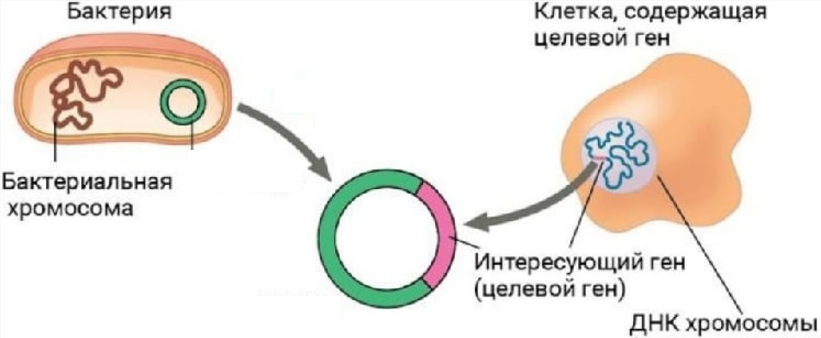 Бактерия
Клетка, содержащая
целевой ген
Бактериальная
хромосома
Интересующий ген
(целевой ген)
ДНК хромосомы